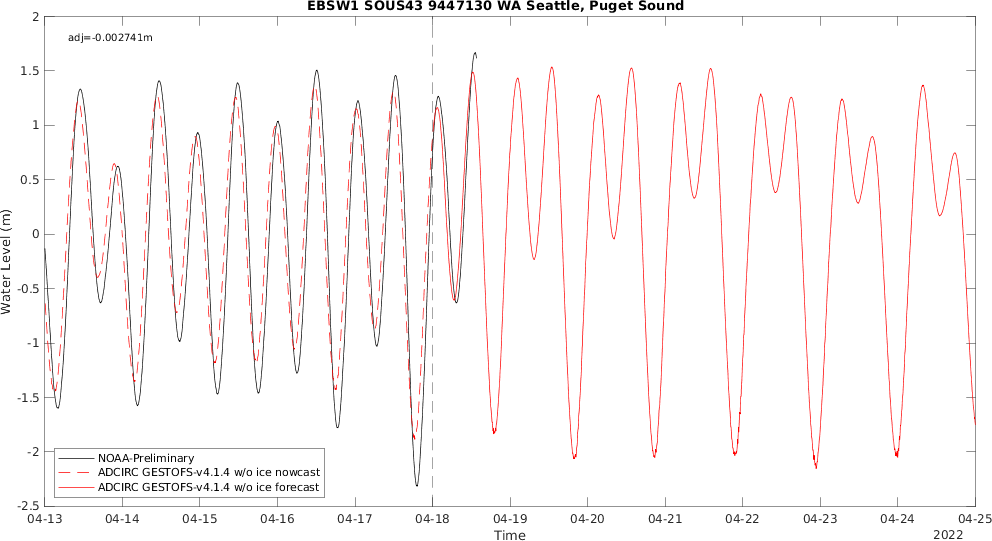 EBSW1 SOUS43 9447130 WA Seattle, Puget Sound
adj=-0.002741m
Water Level (m)
2
1.5
1
0.5
0
-0.5
-1
-1.5
-2
-2.5
NOAA-Preliminary
ADCIRC GESTOFS-v4.1.4 w/o ice nowcast
ADCIRC GESTOFS-v4.1.4 w/o ice forecast
04-13 04-14 04-15 04-16 04-17 04-18 04-19 04-20 04-21 04-22 04-23 04-24 04-25
Time
2022